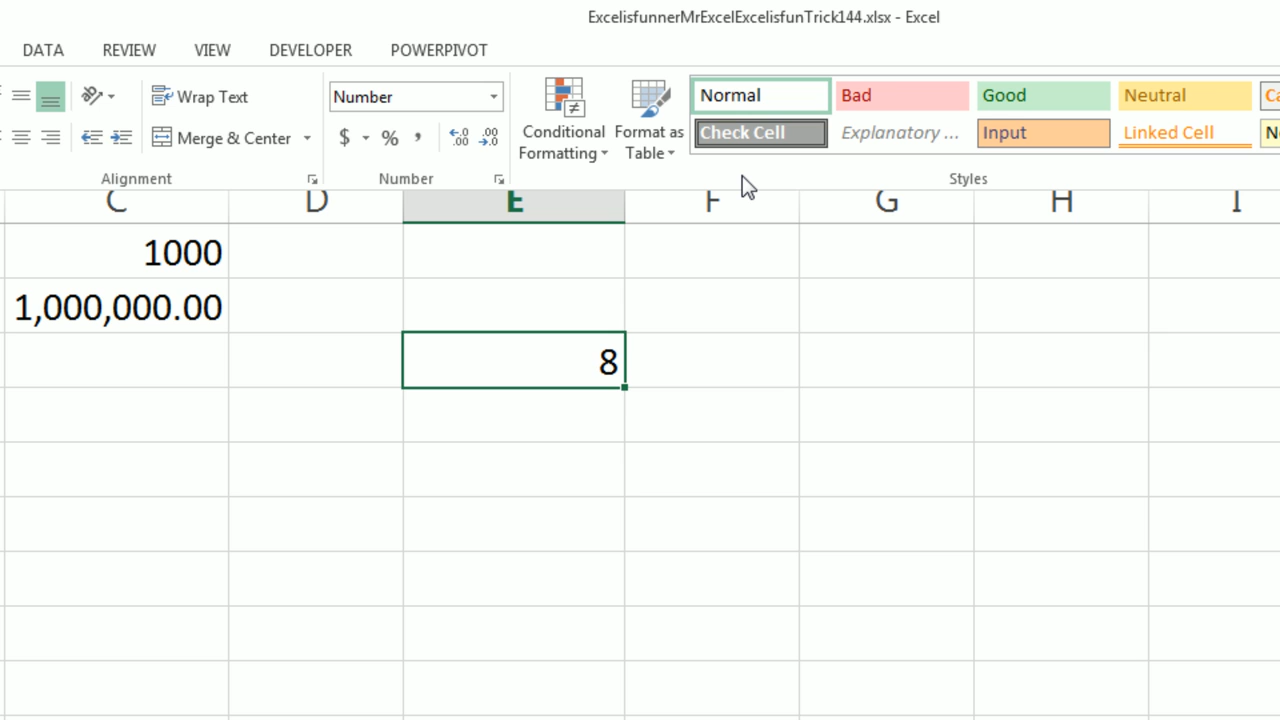 ExcelisfunnerMrExcelExcelisfunTrick144.xlsx - Excel
DATA REVIEW VIEW DEVELOPER POWERPIVOT
Wrap Text Number Conditional Formatting Format as Table Normal Bad Good Neutral
Merge & Center $ % , Check Cell Explanatory ... Input Linked Cell
Alignment Number Styles
C D E F G H I
1000
1,000,000.00
8